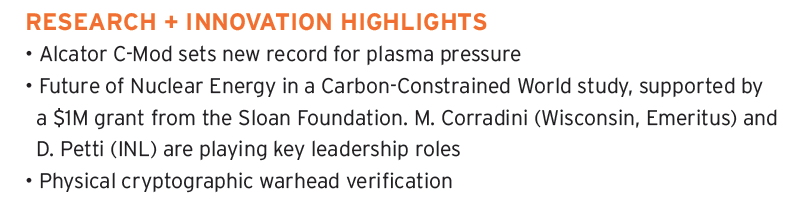 RESEARCH + INNOVATION HIGHLIGHTS
• Alcator C-Mod sets new record for plasma pressure
• Future of Nuclear Energy in a Carbon-Constrained World study, supported by
a $1M grant from the Sloan Foundation. M. Corradini (Wisconsin, Emeritus) and
D. Petti (INL) are playing key leadership roles
• Physical cryptographic warhead verification